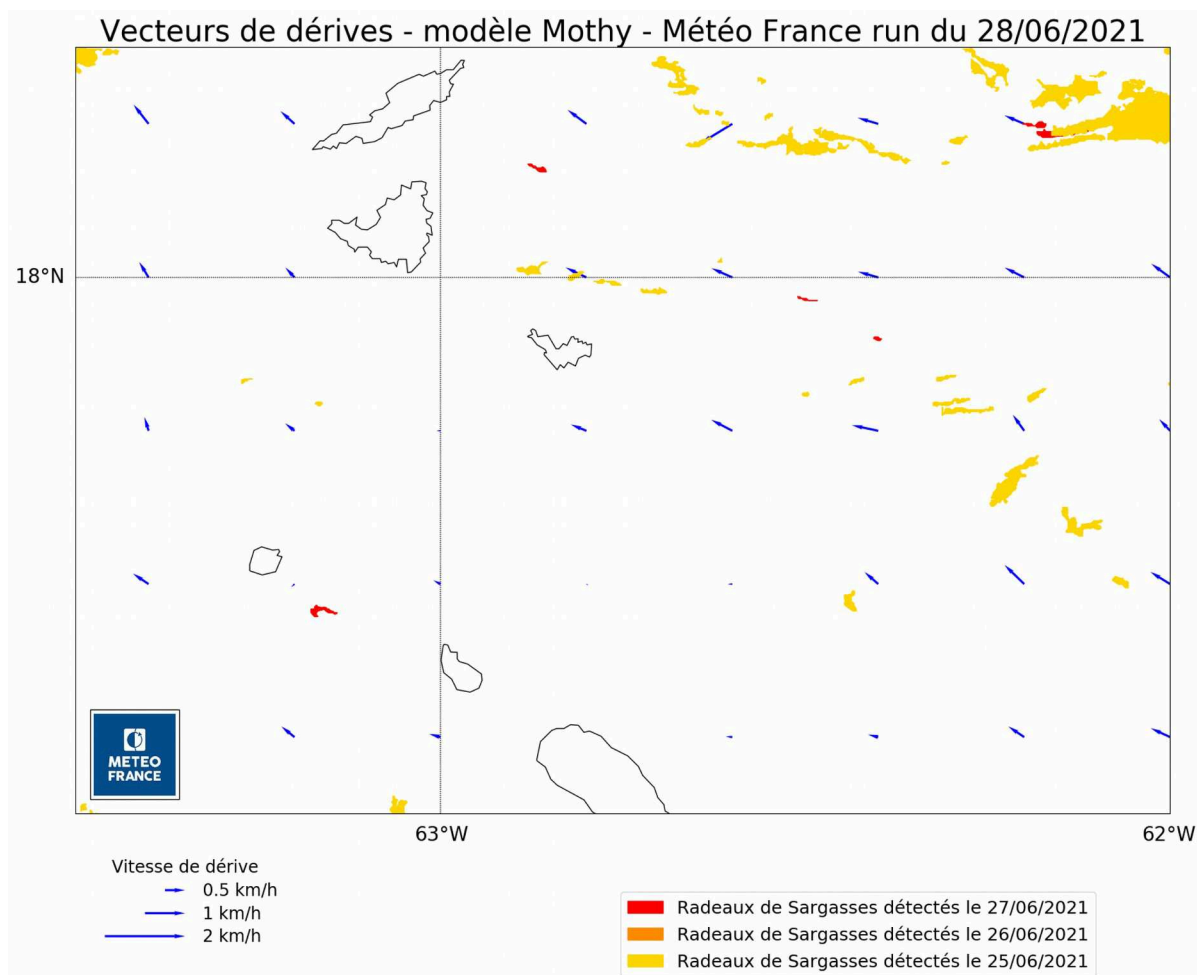 Vecteurs de dérives - modèle Mothy - Météo France run du 28/06/2021
18°N
METEO
FRANCE
63°W
62°W
Vitesse de dérive
0.5 km/h
1 km/h
2 km/h
Radeaux de Sargasses détectés le 27/06/2021
Radeaux de Sargasses détectés le 26/06/2021
Radeaux de Sargasses détectés le 25/06/2021